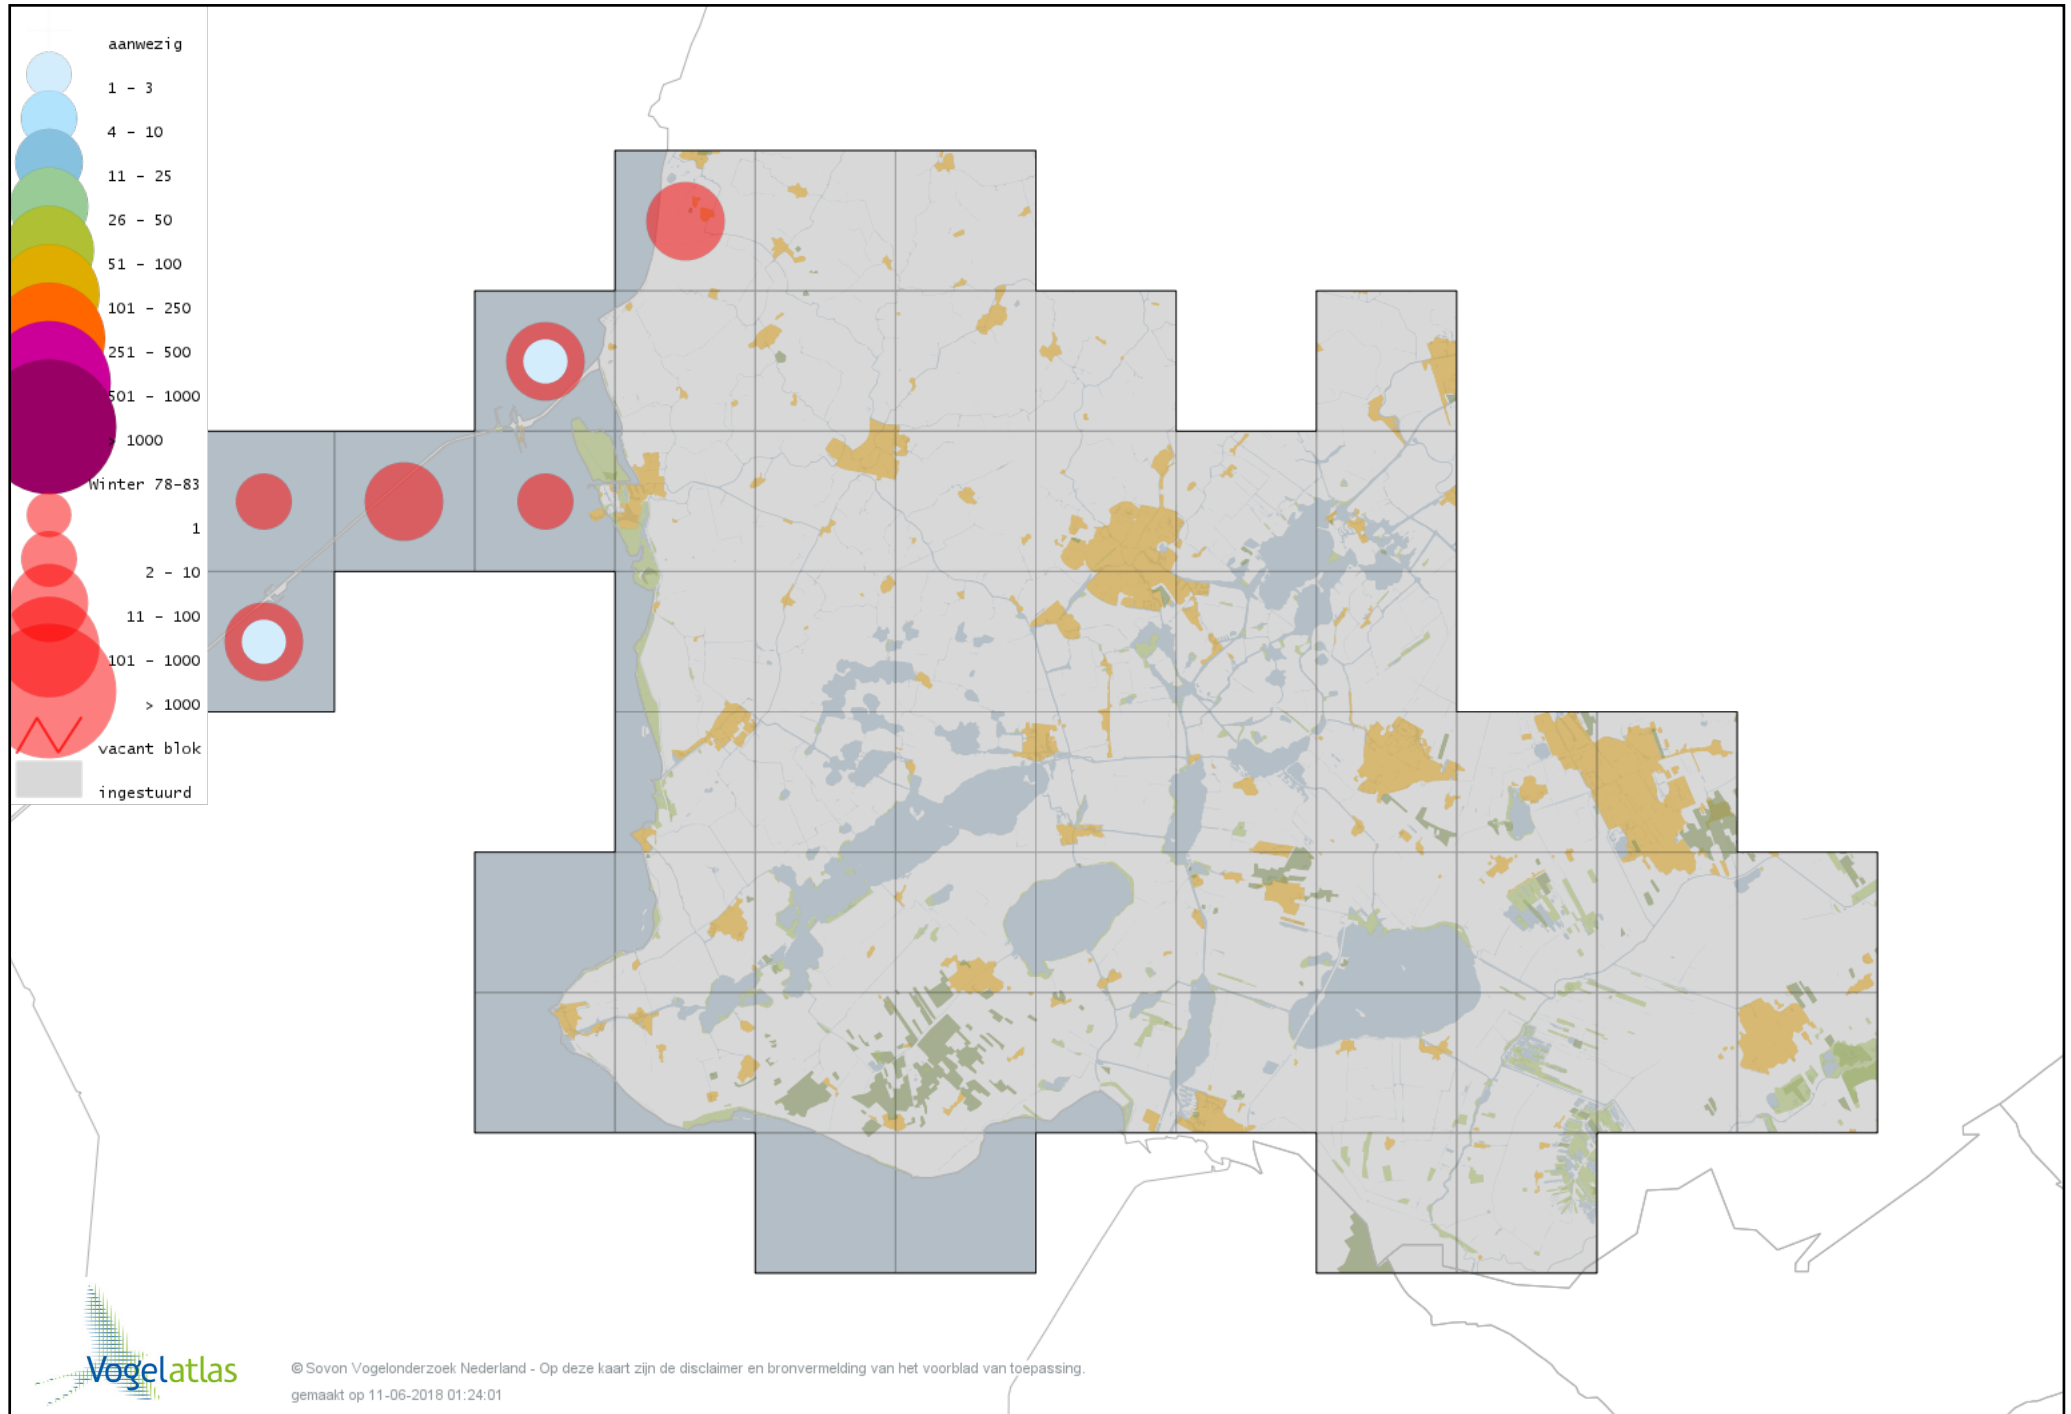 aanwezig
1 - 3
4 - 10
11 - 25
26 - 50
51 - 100
101 - 250
251 - 500
501 - 1000
> 1000
Winter 78-83
1
2 - 10
11 - 100
101 - 1000
> 1000
vacant blok
ingestuurd
Vogelatlas
© Sovon Vogelonderzoek Nederland - Op deze kaart zijn de disclaimer en bronvermelding van het voorblad van toepassing.
gemaakt op 11-06-2018 01:24:01